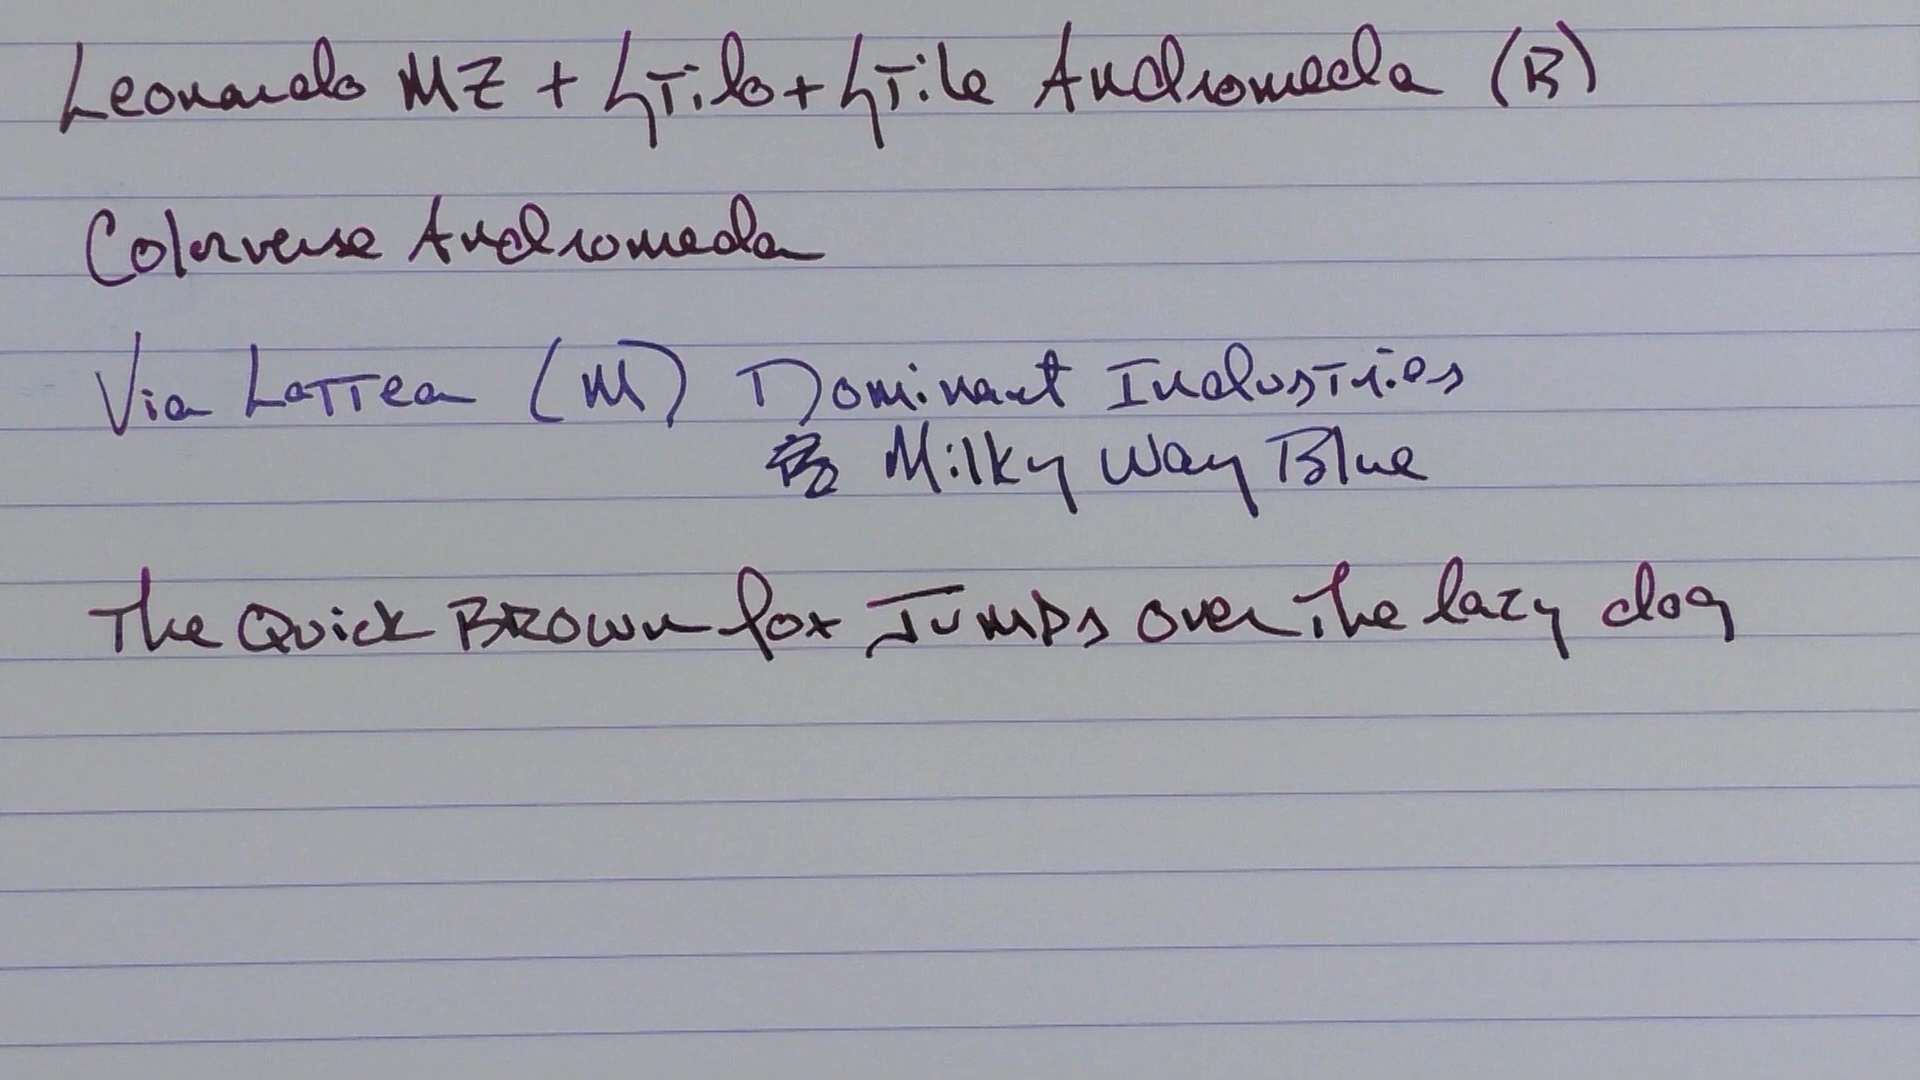 Leonardo MZ + STilo + STile Andromeda (B)
Colorverse Andromeda
Via LaTTea (M) Dominant IndusTries
Milky Way Blue
The Quick BROWN fox JUMPs over The lazy dog